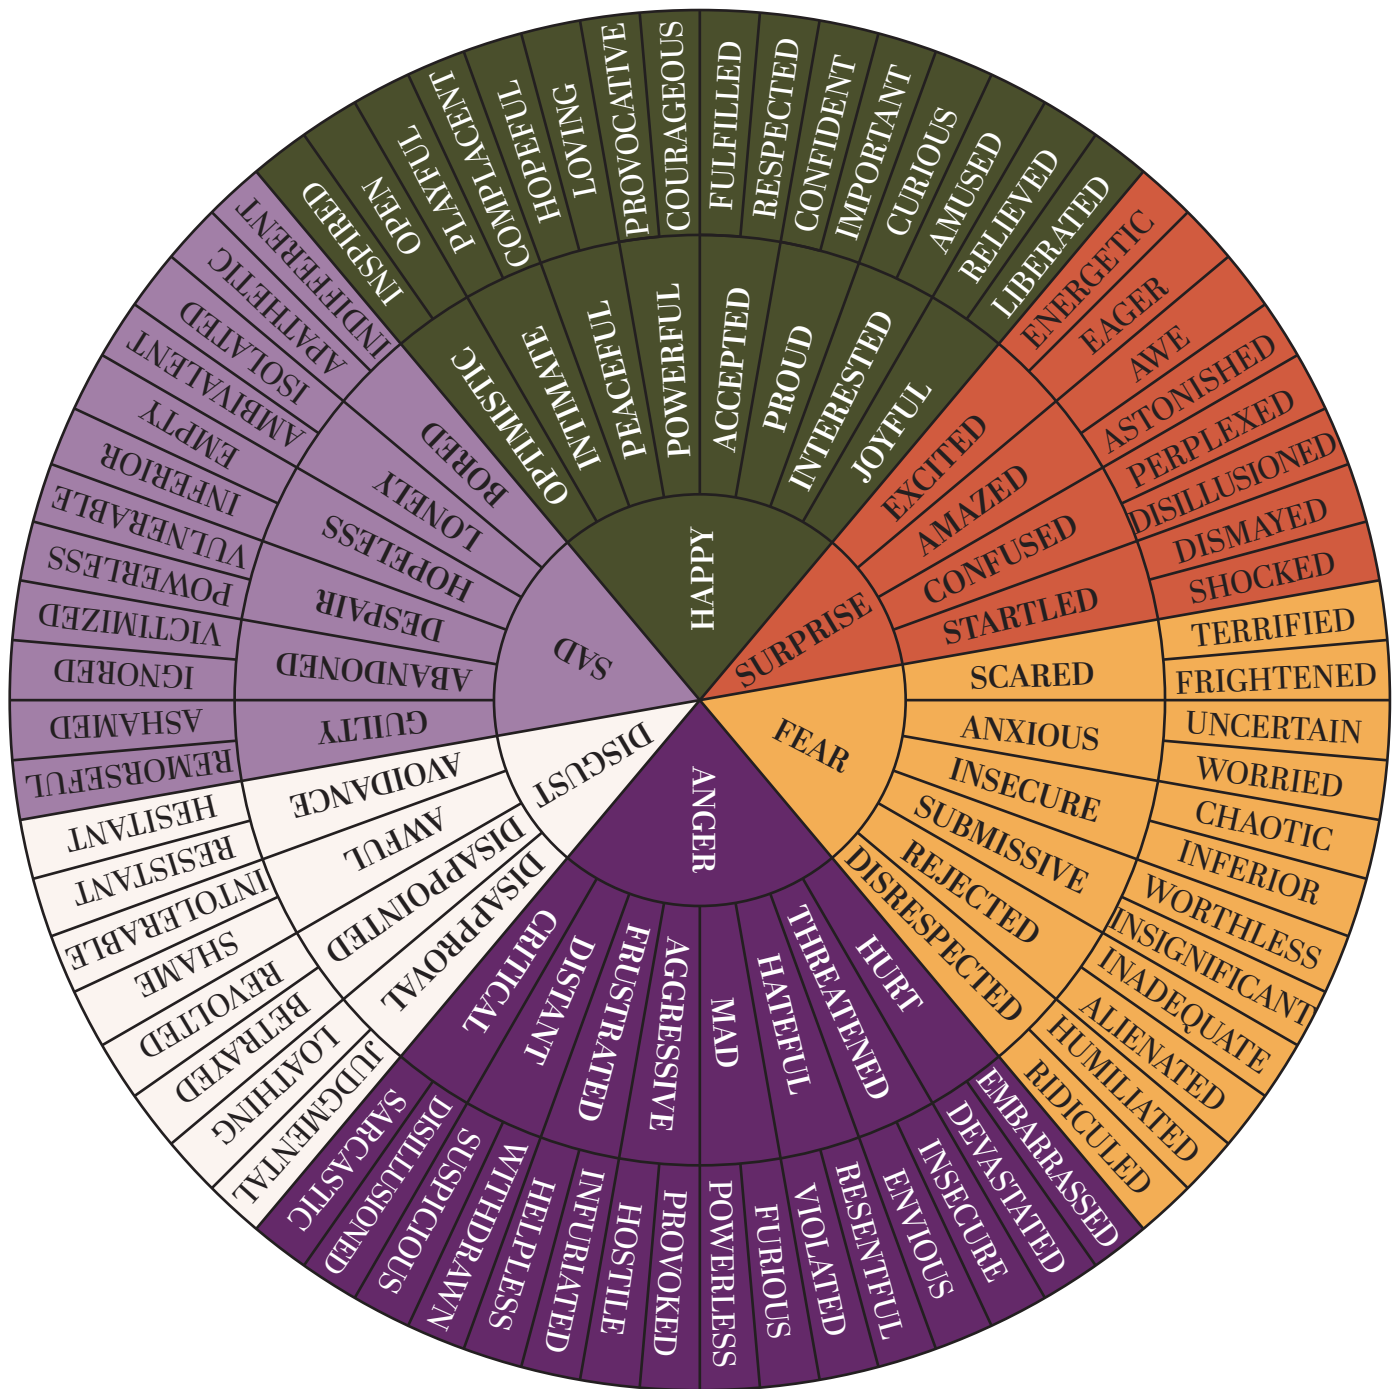 HAPPY
SURPRISE
FEAR
ANGER
DISGUST
SAD
OPTIMISTIC
INTIMATE
PEACEFUL
POWERFUL
ACCEPTED
PROUD
INTERESTED
JOYFUL
EXCITED
AMAZED
CONFUSED
STARTLED
SCARED
ANXIOUS
INSECURE
SUBMISSIVE
REJECTED
DISRESPECTED
HURT
THREATENED
HATEFUL
MAD
AGGRESSIVE
FRUSTRATED
DISTANT
CRITICAL
DISAPPROVAL
DISAPPOINTED
AWFUL
AVOIDANCE
GUILTY
ABANDONED
DESPAIR
HOPELESS
LONELY
BORED
INSPIRED
OPEN
PLAYFUL
COMPLACENT
HOPEFUL
LOVING
PROVOCATIVE
COURAGEOUS
FULFILLED
RESPECTED
CONFIDENT
IMPORTANT
CURIOUS
AMUSED
RELIEVED
LIBERATED
ENERGETIC
EAGER
AWE
ASTONISHED
PERPLEXED
DISILLUSIONED
DISMAYED
SHOCKED
TERRIFIED
FRIGHTENED
UNCERTAIN
WORRIED
CHAOTIC
INFERIOR
WORTHLESS
INSIGNIFICANT
INADEQUATE
ALIENATED
HUMILIATED
RIDICULED
EMBARRASSED
DEVASTATED
INSECURE
ENVIOUS
RESENTFUL
VIOLATED
FURIOUS
POWERLESS
PROVOKED
HOSTILE
INFURIATED
HELPLESS
WITHDRAWN
SUSPICIOUS
DISILLUSIONED
SARCASTIC
JUDGMENTAL
LOATHING
BETRAYED
REVOLTED
SHAME
INTOLERABLE
RESISTANT
HESITANT
REMORSEFUL
ASHAMED
IGNORED
VICTIMIZED
POWERLESS
VULNERABLE
INFERIOR
EMPTY
AMBIVALENT
ISOLATED
APATHETIC
INDIFFERENT